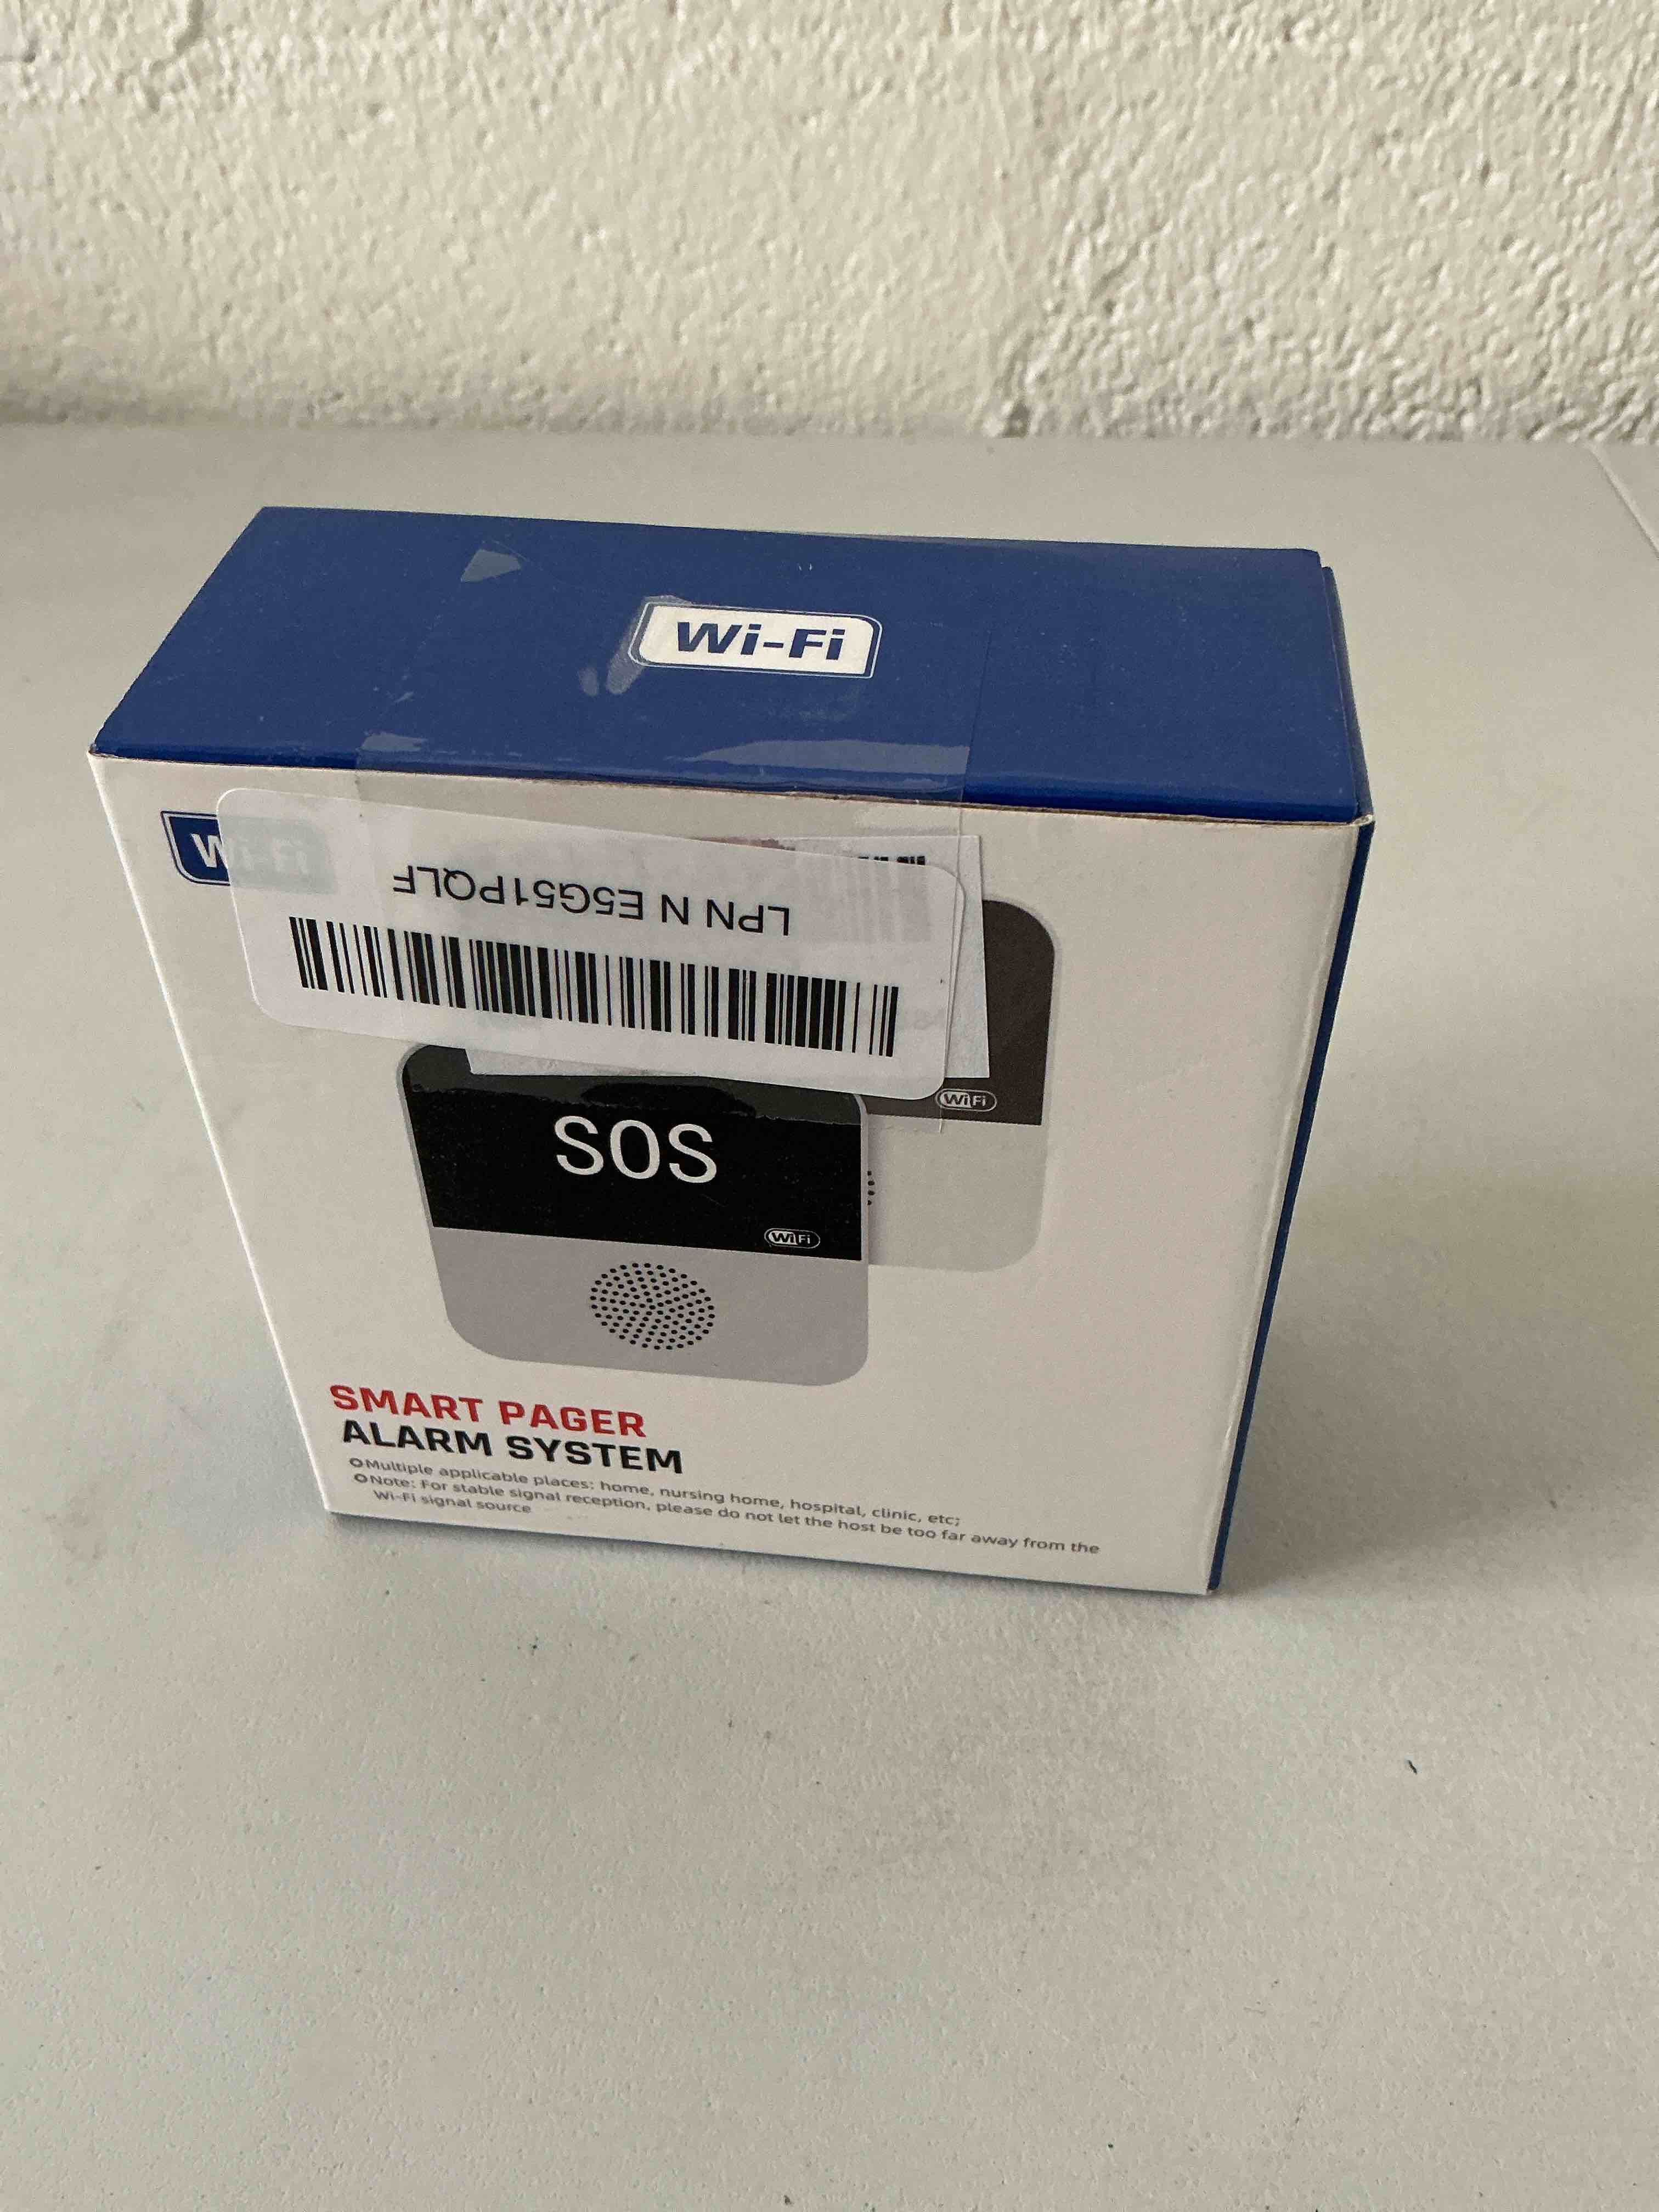 Wi-Fi
Wi-Fi
LPN N E5G51PQLF
WiFi
SOS
WiFi
SMART PAGER
ALARM SYSTEM
Multiple applicable places: home, nursing home, hospital, clinic, etc;
Note: For stable signal reception, please do not let the host be too far away from the
Wi-Fi signal source